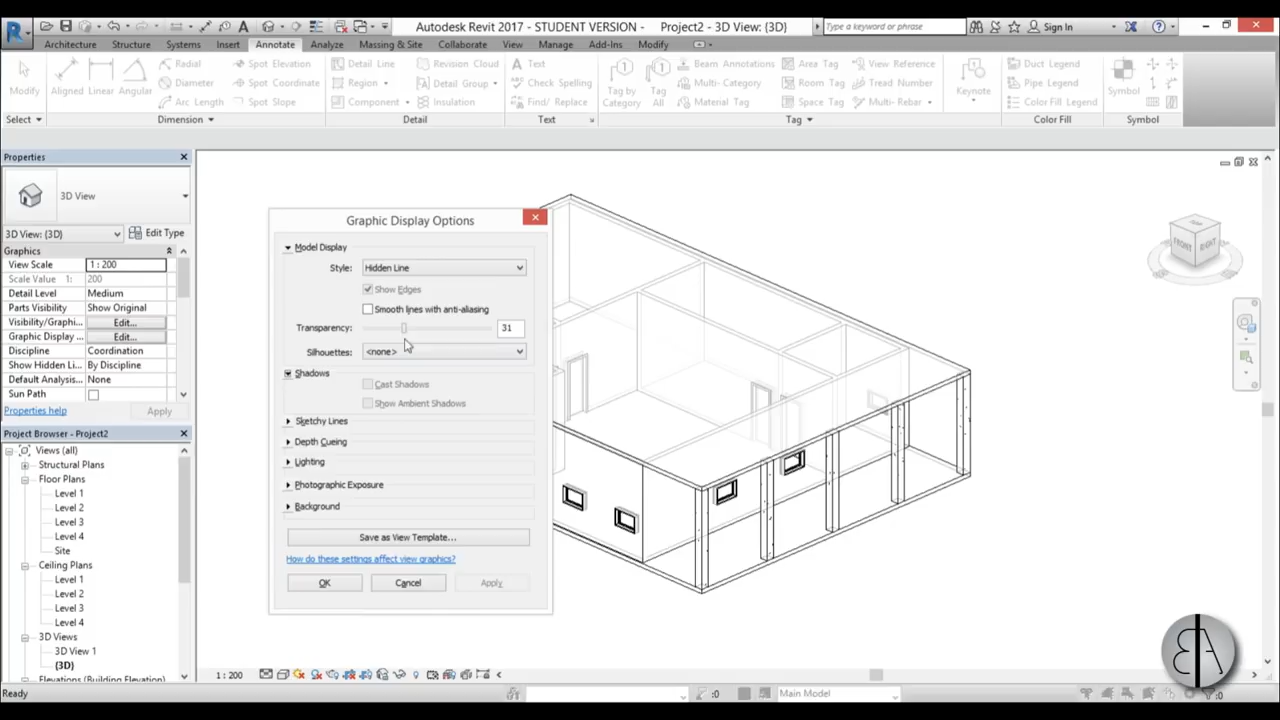 Autodesk Revit 2017 - STUDENT VERSION - Project2 - 3D View: {3D}
Type a keyword or phrase
Sign In
Architecture Structure Systems Insert Annotate Analyze Massing & Site Collaborate View Manage Add-Ins Modify
Radial Spot Elevation Detail Line Revision Cloud Text Beam Annotations Area Tag View Reference Duct Legend
Modify Aligned Linear Angular Diameter Spot Coordinate Region Detail Group Check Spelling Tag by Category Tag All Multi- Category Room Tag Tread Number Keynote Pipe Legend Symbol
Arc Length Spot Slope Component Insulation Find/ Replace Material Tag Space Tag Multi- Rebar Color Fill Legend
Select Dimension Detail Text Tag Color Fill Symbol
Properties
3D View
3D View: {3D} Edit Type
Graphics
View Scale 1 : 200
Scale Value 1: 200
Detail Level Medium
Parts Visibility Show Original
Visibility/Graphi... Edit...
Graphic Display ... Edit...
Discipline Coordination
Show Hidden Li... By Discipline
Default Analysis... None
Sun Path
Properties help Apply
Project Browser - Project2
Views (all)
Structural Plans
Floor Plans
Level 1
Level 2
Level 3
Level 4
Site
Ceiling Plans
Level 1
Level 2
Level 3
Level 4
3D Views
3D View 1
{3D}
Elevations (Building Elevation)
Graphic Display Options
Model Display
Style: Hidden Line
Show Edges
Smooth lines with anti-aliasing
Transparency: 31
Silhouettes: <none>
Shadows
Cast Shadows
Show Ambient Shadows
Sketchy Lines
Depth Cueing
Lighting
Photographic Exposure
Background
Save as View Template...
How do these settings affect view graphics?
OK Cancel Apply
TOP
FRONT RIGHT
1 : 200
Ready :0 Main Model :0